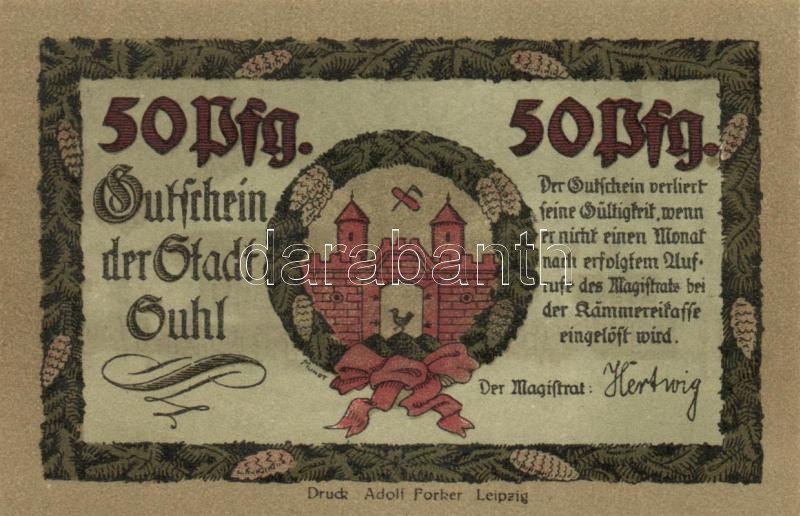 50 Pfg.
50 Pfg.
Gutschein
der Stadt
Suhl
Der Gutschein verliert
seine Gültigkeit, wenn
er nicht einen Monat
nach erfolgtem Auf-
rufe des Magistrats bei
der Kämmereikasse
eingelöst wird.
Der Magistrat: Hertwig
darabanth
Druck Adolf Forker Leipzig